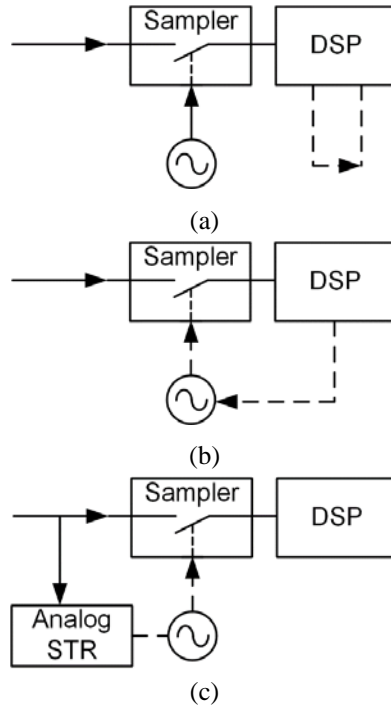 Sampler
DSP
(a)
Sampler
DSP
(b)
Sampler
DSP
Analog
STR
(c)